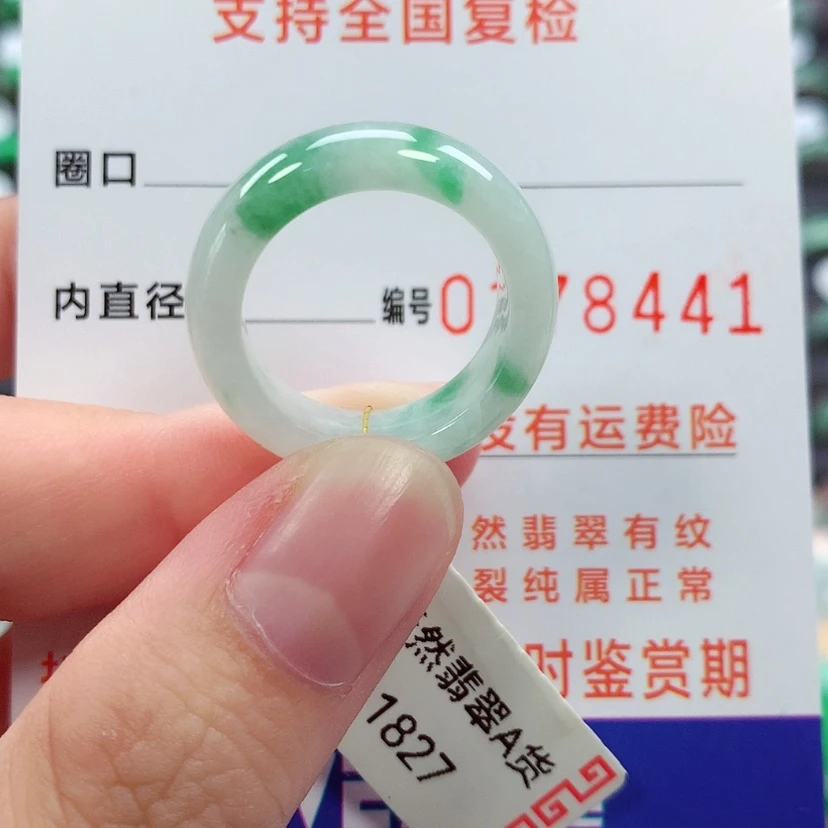 支持全国复检
圈口
内直径 编号 0178441
没有运费险
然翡翠有纹
裂纯属正常
时鉴赏期
然翡翠A货
1827